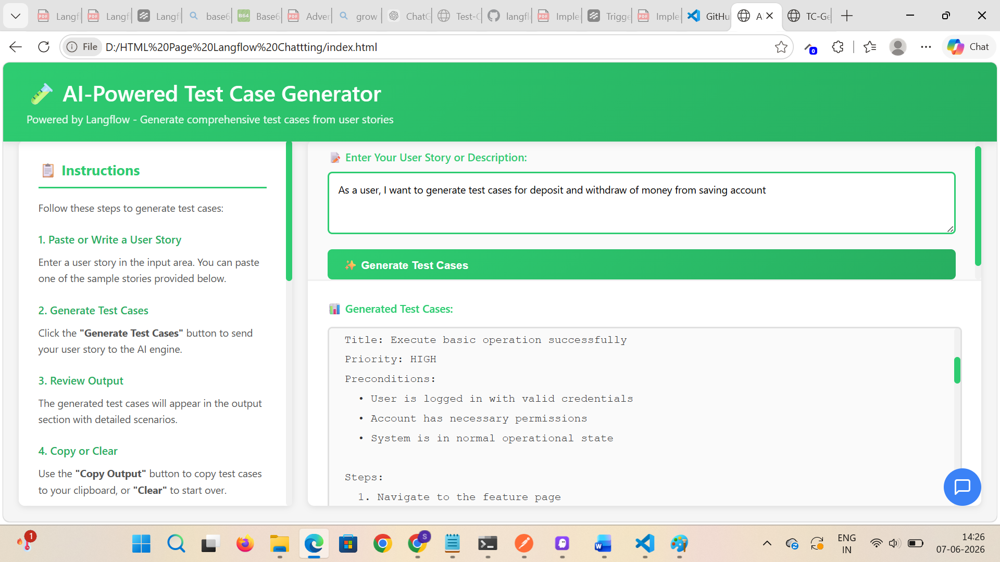 Langfl
Langfl
Langfl
base6
Base6
Adver
grow
ChatG
Test-C
langfl
Imple
Trigge
Imple
GitHu
A
TC-Ge
File
D:/HTML%20Page%20Langflow%20Chattting/index.html
0
Chat
AI-Powered Test Case Generator
Powered by Langflow - Generate comprehensive test cases from user stories
Instructions
Follow these steps to generate test cases:
1. Paste or Write a User Story
Enter a user story in the input area. You can paste
one of the sample stories provided below.
2. Generate Test Cases
Click the "Generate Test Cases" button to send
your user story to the AI engine.
3. Review Output
The generated test cases will appear in the output
section with detailed scenarios.
4. Copy or Clear
Use the "Copy Output" button to copy test cases
to your clipboard, or "Clear" to start over.
Enter Your User Story or Description:
As a user, I want to generate test cases for deposit and withdraw of money from saving account
Generate Test Cases
Generated Test Cases:
Title: Execute basic operation successfully
Priority: HIGH
Preconditions:
• User is logged in with valid credentials
• Account has necessary permissions
• System is in normal operational state
Steps:
1. Navigate to the feature page
1
S
ENG
IN
14:26
07-06-2026